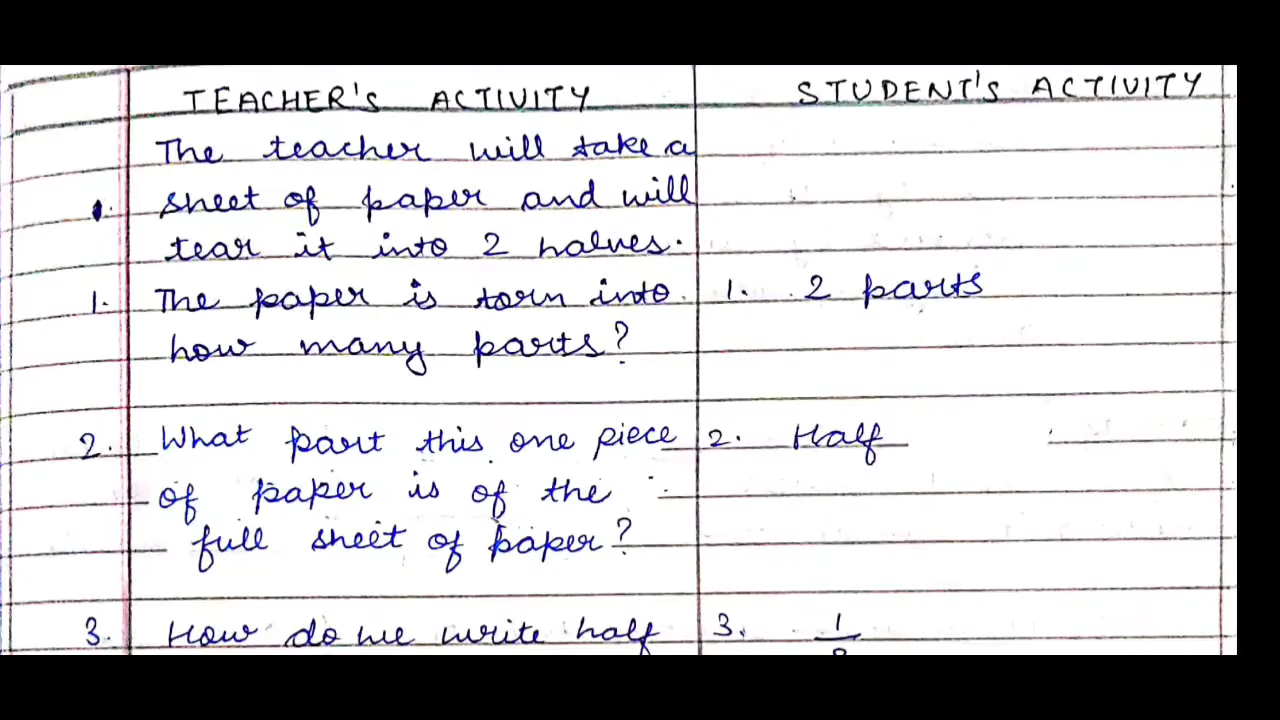 TEACHER'S ACTIVITY STUDENT'S ACTIVITY
The teacher will take a
1. sheet of paper and will
tear it into 2 halves.
1. The paper is torn into 1. 2 parts
how many parts?
2. What part this one piece 2. Half
of paper is of the
full sheet of paper?
3. How do we write half 3. 1